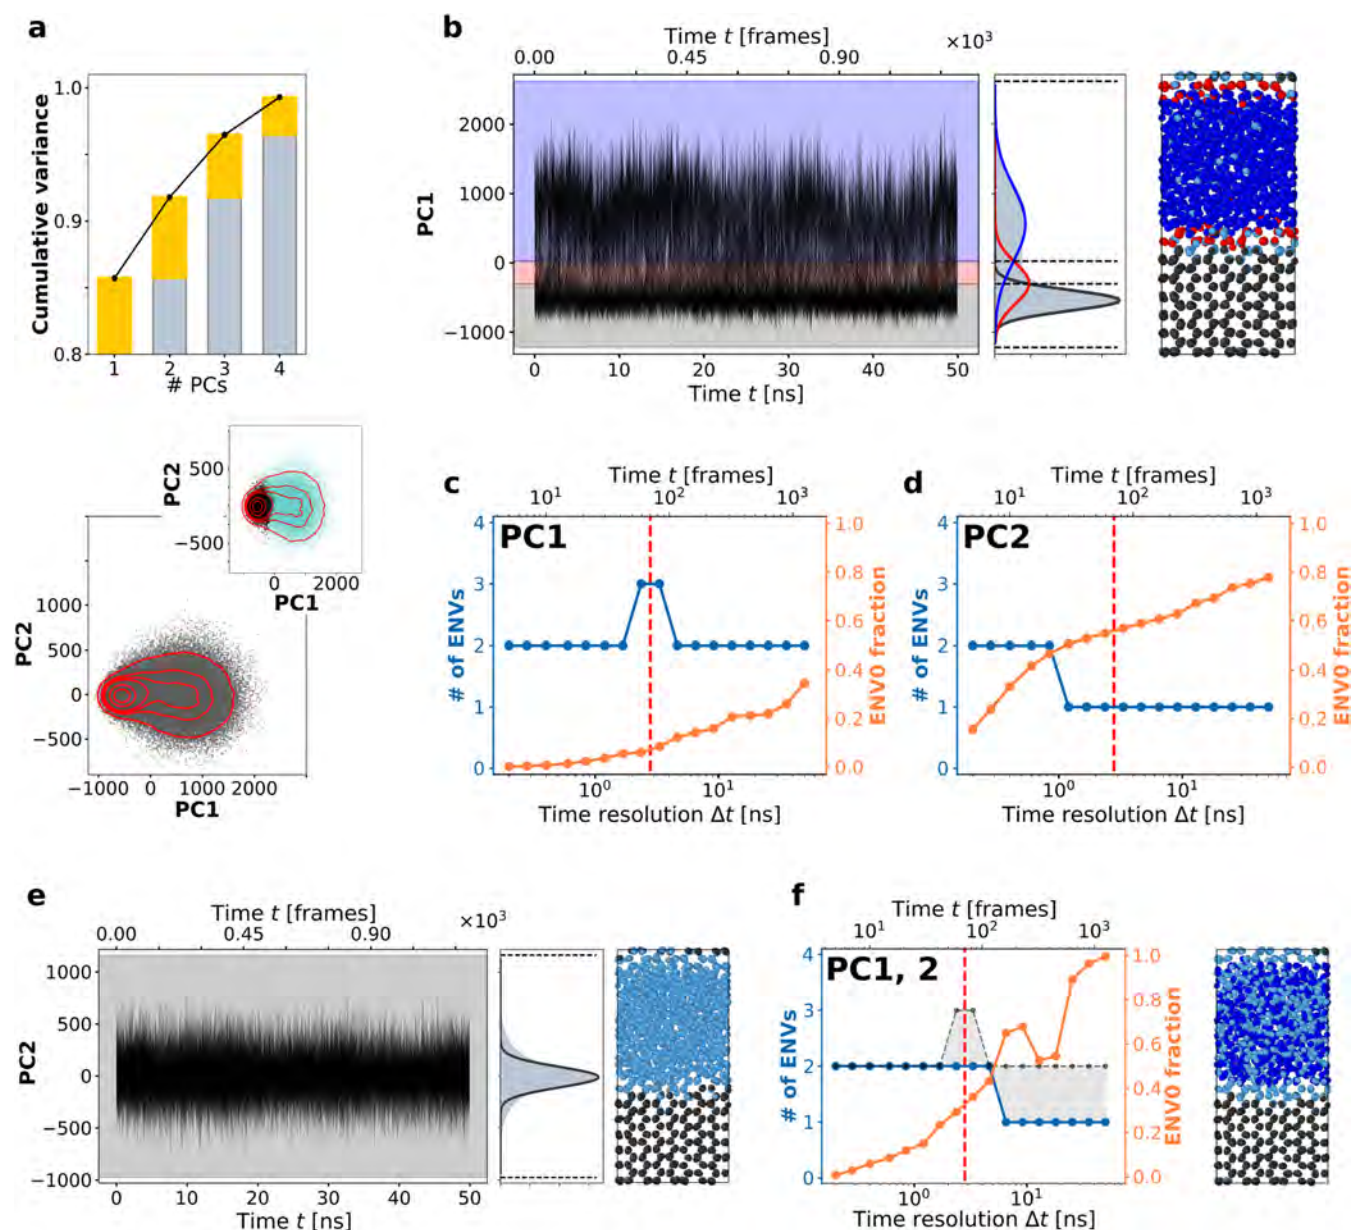 a
1.0
0.9
0.8
Cumulative variance
1 2 3 4
# PCs
PC2
500
0
−500
0 2000
PC1
PC2
1000
500
0
−500
−1000 0 1000 2000
PC1
b
Time t [frames]
×10³
0.00 0.45 0.90
PC1
2000
1000
0
−1000
0 10 20 30 40 50
Time t [ns]
c
Time t [frames]
10¹ 10² 10³
PC1
# of ENVs
4
3
2
1
0
1.0
0.8
0.6
0.4
0.2
0.0
ENV0 fraction
10⁰ 10¹
Time resolution Δt [ns]
d
Time t [frames]
10¹ 10² 10³
PC2
# of ENVs
4
3
2
1
0
1.0
0.8
0.6
0.4
0.2
0.0
ENV0 fraction
10⁰ 10¹
Time resolution Δt [ns]
e
Time t [frames]
×10³
0.00 0.45 0.90
PC2
1000
500
0
−500
−1000
0 10 20 30 40 50
Time t [ns]
f
Time t [frames]
10¹ 10² 10³
PC1, 2
# of ENVs
4
3
2
1
0
1.0
0.8
0.6
0.4
0.2
0.0
ENV0 fraction
10⁰ 10¹
Time resolution Δt [ns]